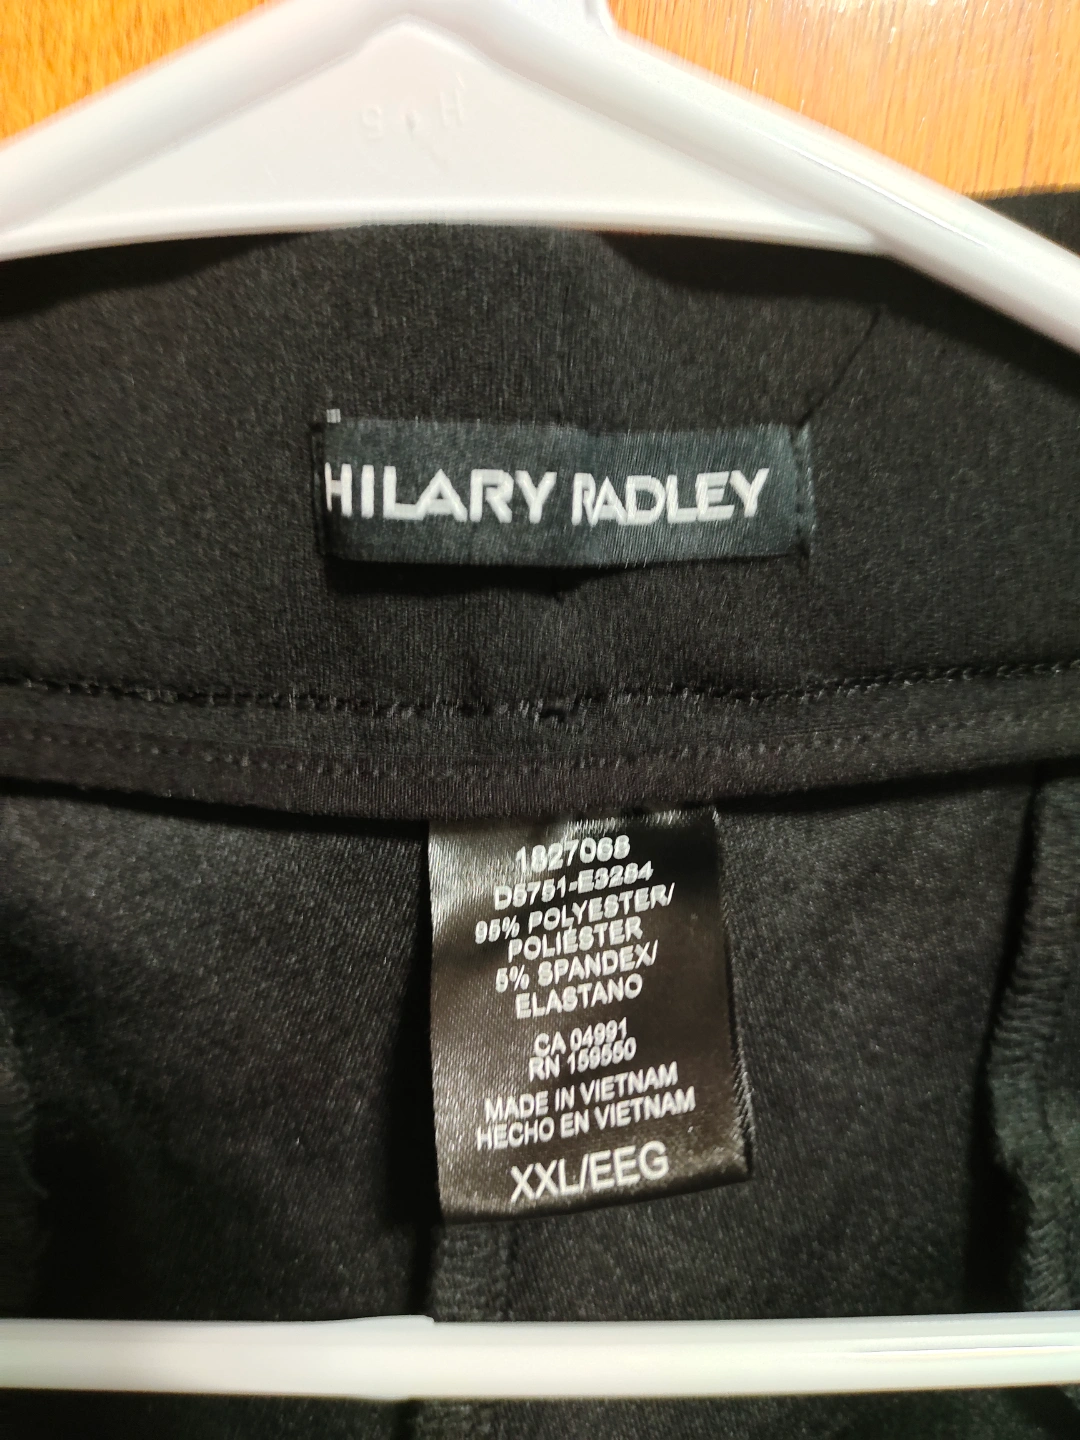 S H
HILARY RADLEY
1827068
D5751-E3284
95% POLYESTER/
POLIÉSTER
5% SPANDEX/
ELASTANO
CA 04991
RN 159550
MADE IN VIETNAM
HECHO EN VIETNAM
XXL/EEG